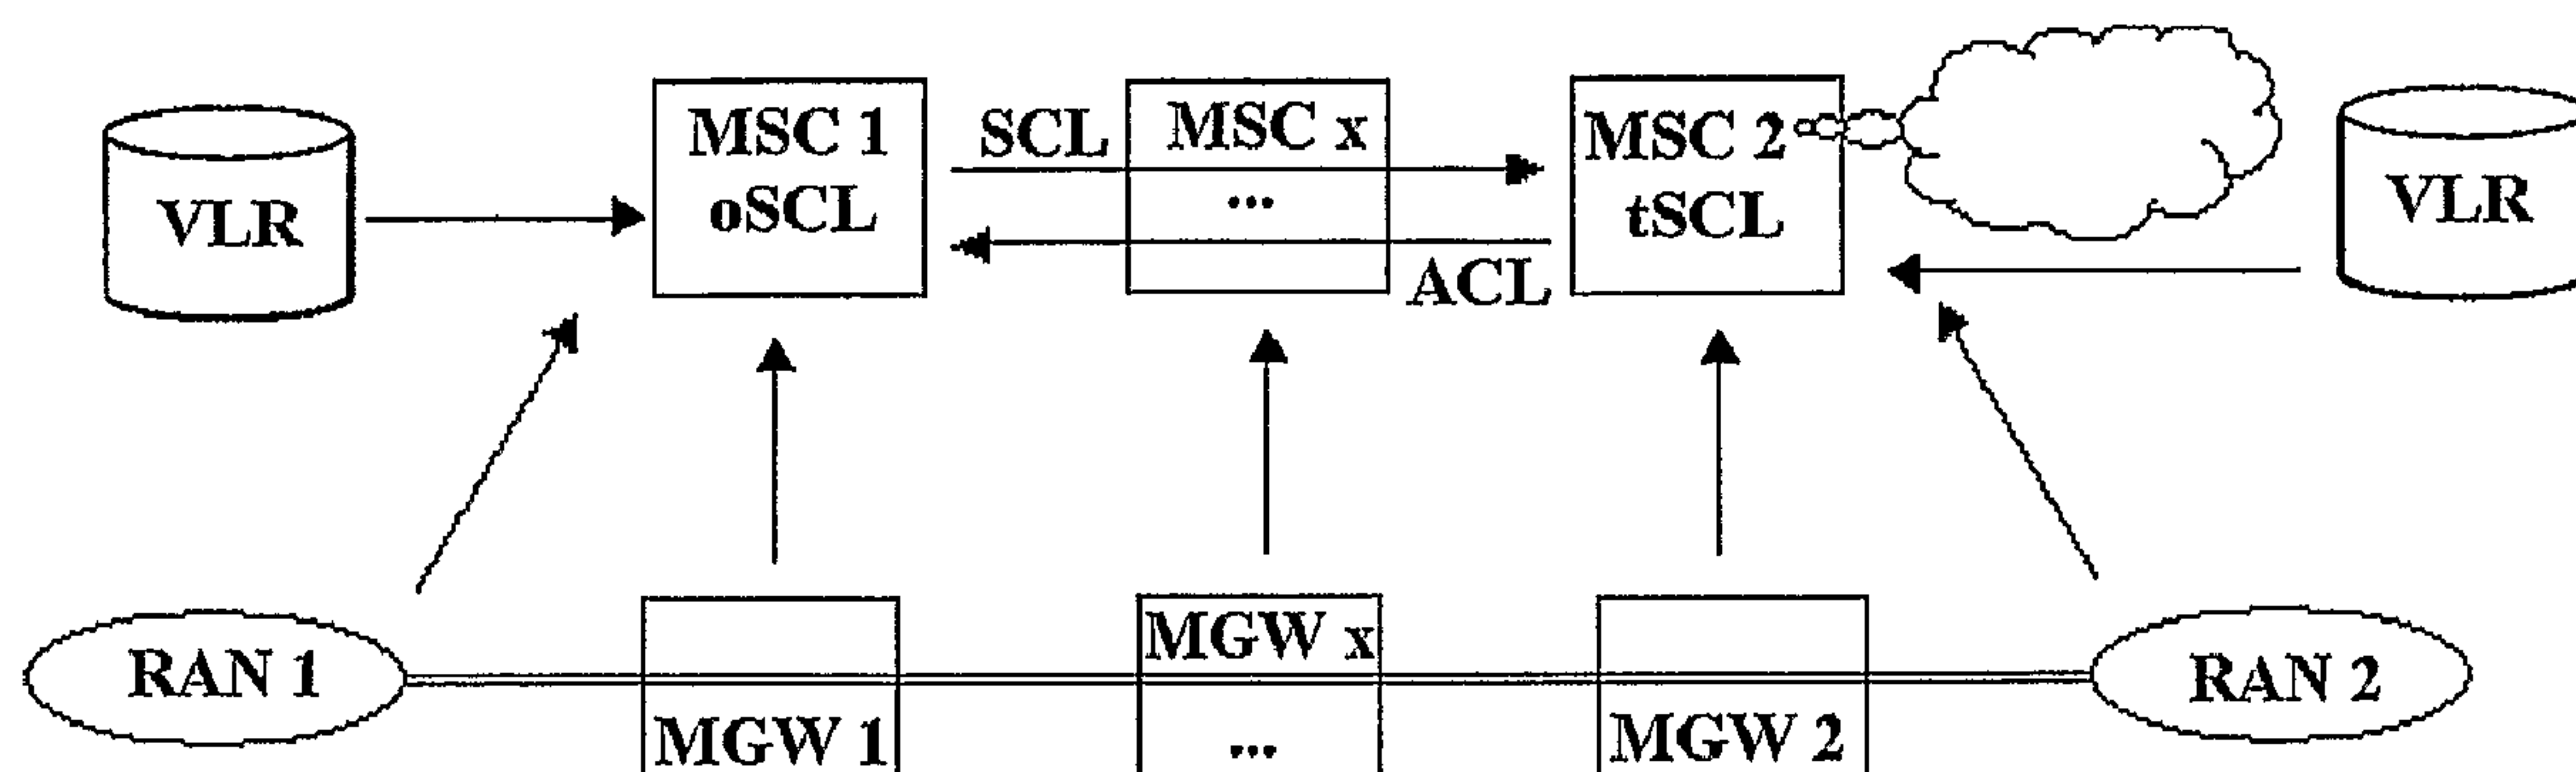 VLR
MSC 1
oSCL
SCL
MSC x
...
ACL
MSC 2
tSCL
VLR
RAN 1
MGW 1
MGW x
...
MGW 2
RAN 2